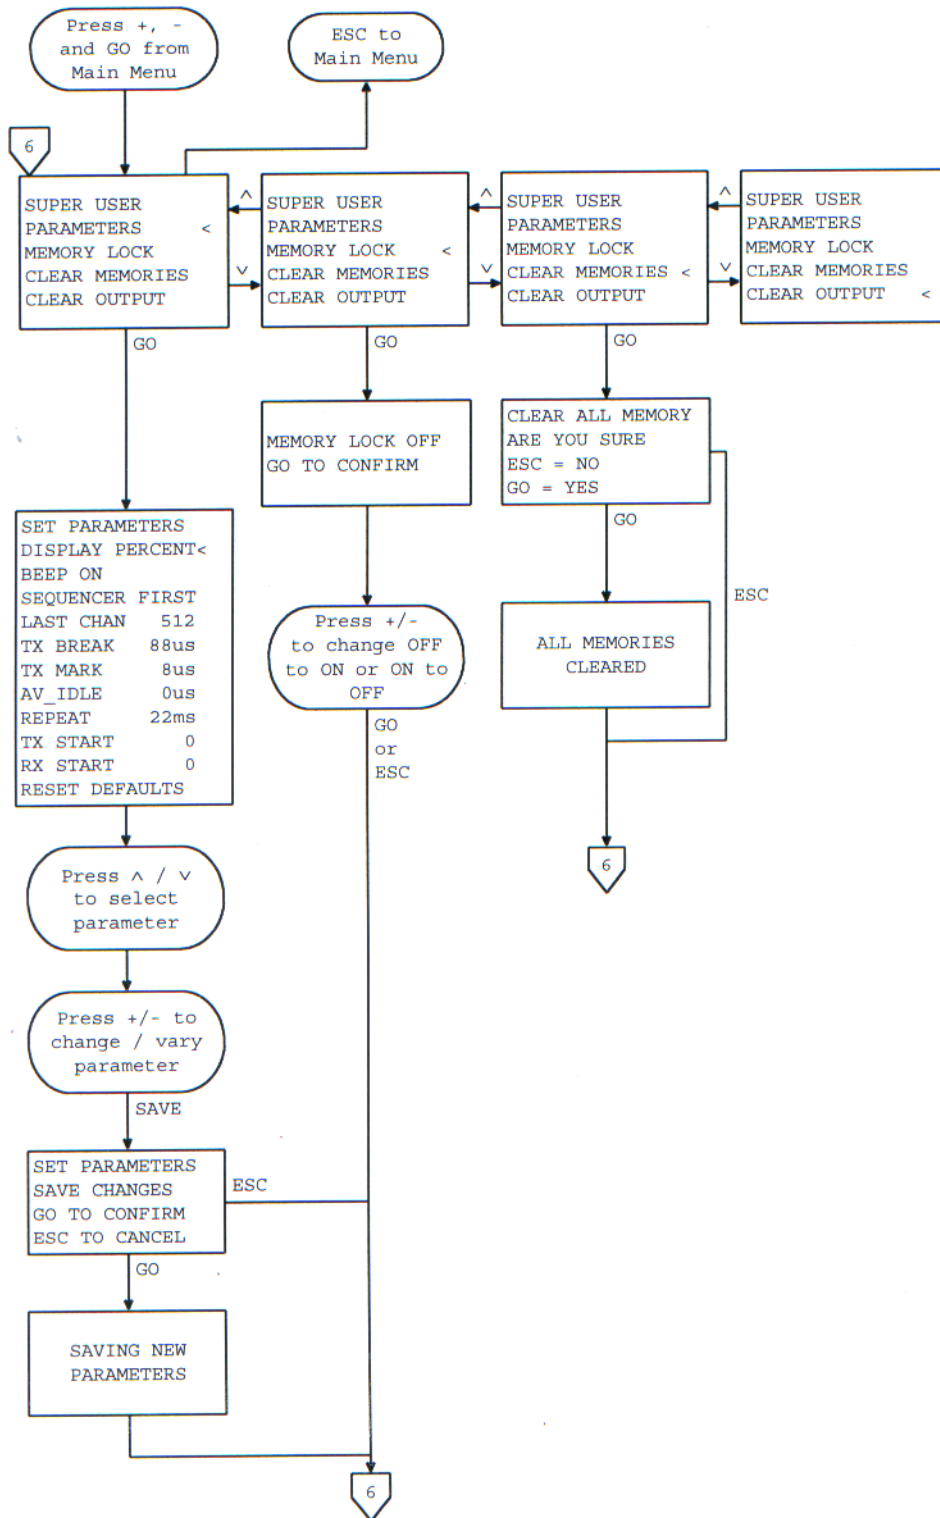 Press +, -
and GO from
Main Menu
ESC to
Main Menu
6
SUPER USER
PARAMETERS <
MEMORY LOCK
CLEAR MEMORIES
CLEAR OUTPUT
^
v
SUPER USER
PARAMETERS
MEMORY LOCK <
CLEAR MEMORIES
CLEAR OUTPUT
^
v
SUPER USER
PARAMETERS
MEMORY LOCK
CLEAR MEMORIES <
CLEAR OUTPUT
^
v
SUPER USER
PARAMETERS
MEMORY LOCK
CLEAR MEMORIES
CLEAR OUTPUT <
GO
GO
GO
MEMORY LOCK OFF
GO TO CONFIRM
CLEAR ALL MEMORY
ARE YOU SURE
ESC = NO
GO = YES
GO
ESC
SET PARAMETERS
DISPLAY PERCENT<
BEEP ON
SEQUENCER FIRST
LAST CHAN 512
TX BREAK 88us
TX MARK 8us
AV_IDLE 0us
REPEAT 22ms
TX START 0
RX START 0
RESET DEFAULTS
Press +/-
to change OFF
to ON or ON to
OFF
GO
or
ESC
ALL MEMORIES
CLEARED
6
Press ^ / v
to select
parameter
Press +/- to
change / vary
parameter
SAVE
SET PARAMETERS
SAVE CHANGES
GO TO CONFIRM
ESC TO CANCEL
ESC
GO
SAVING NEW
PARAMETERS
6